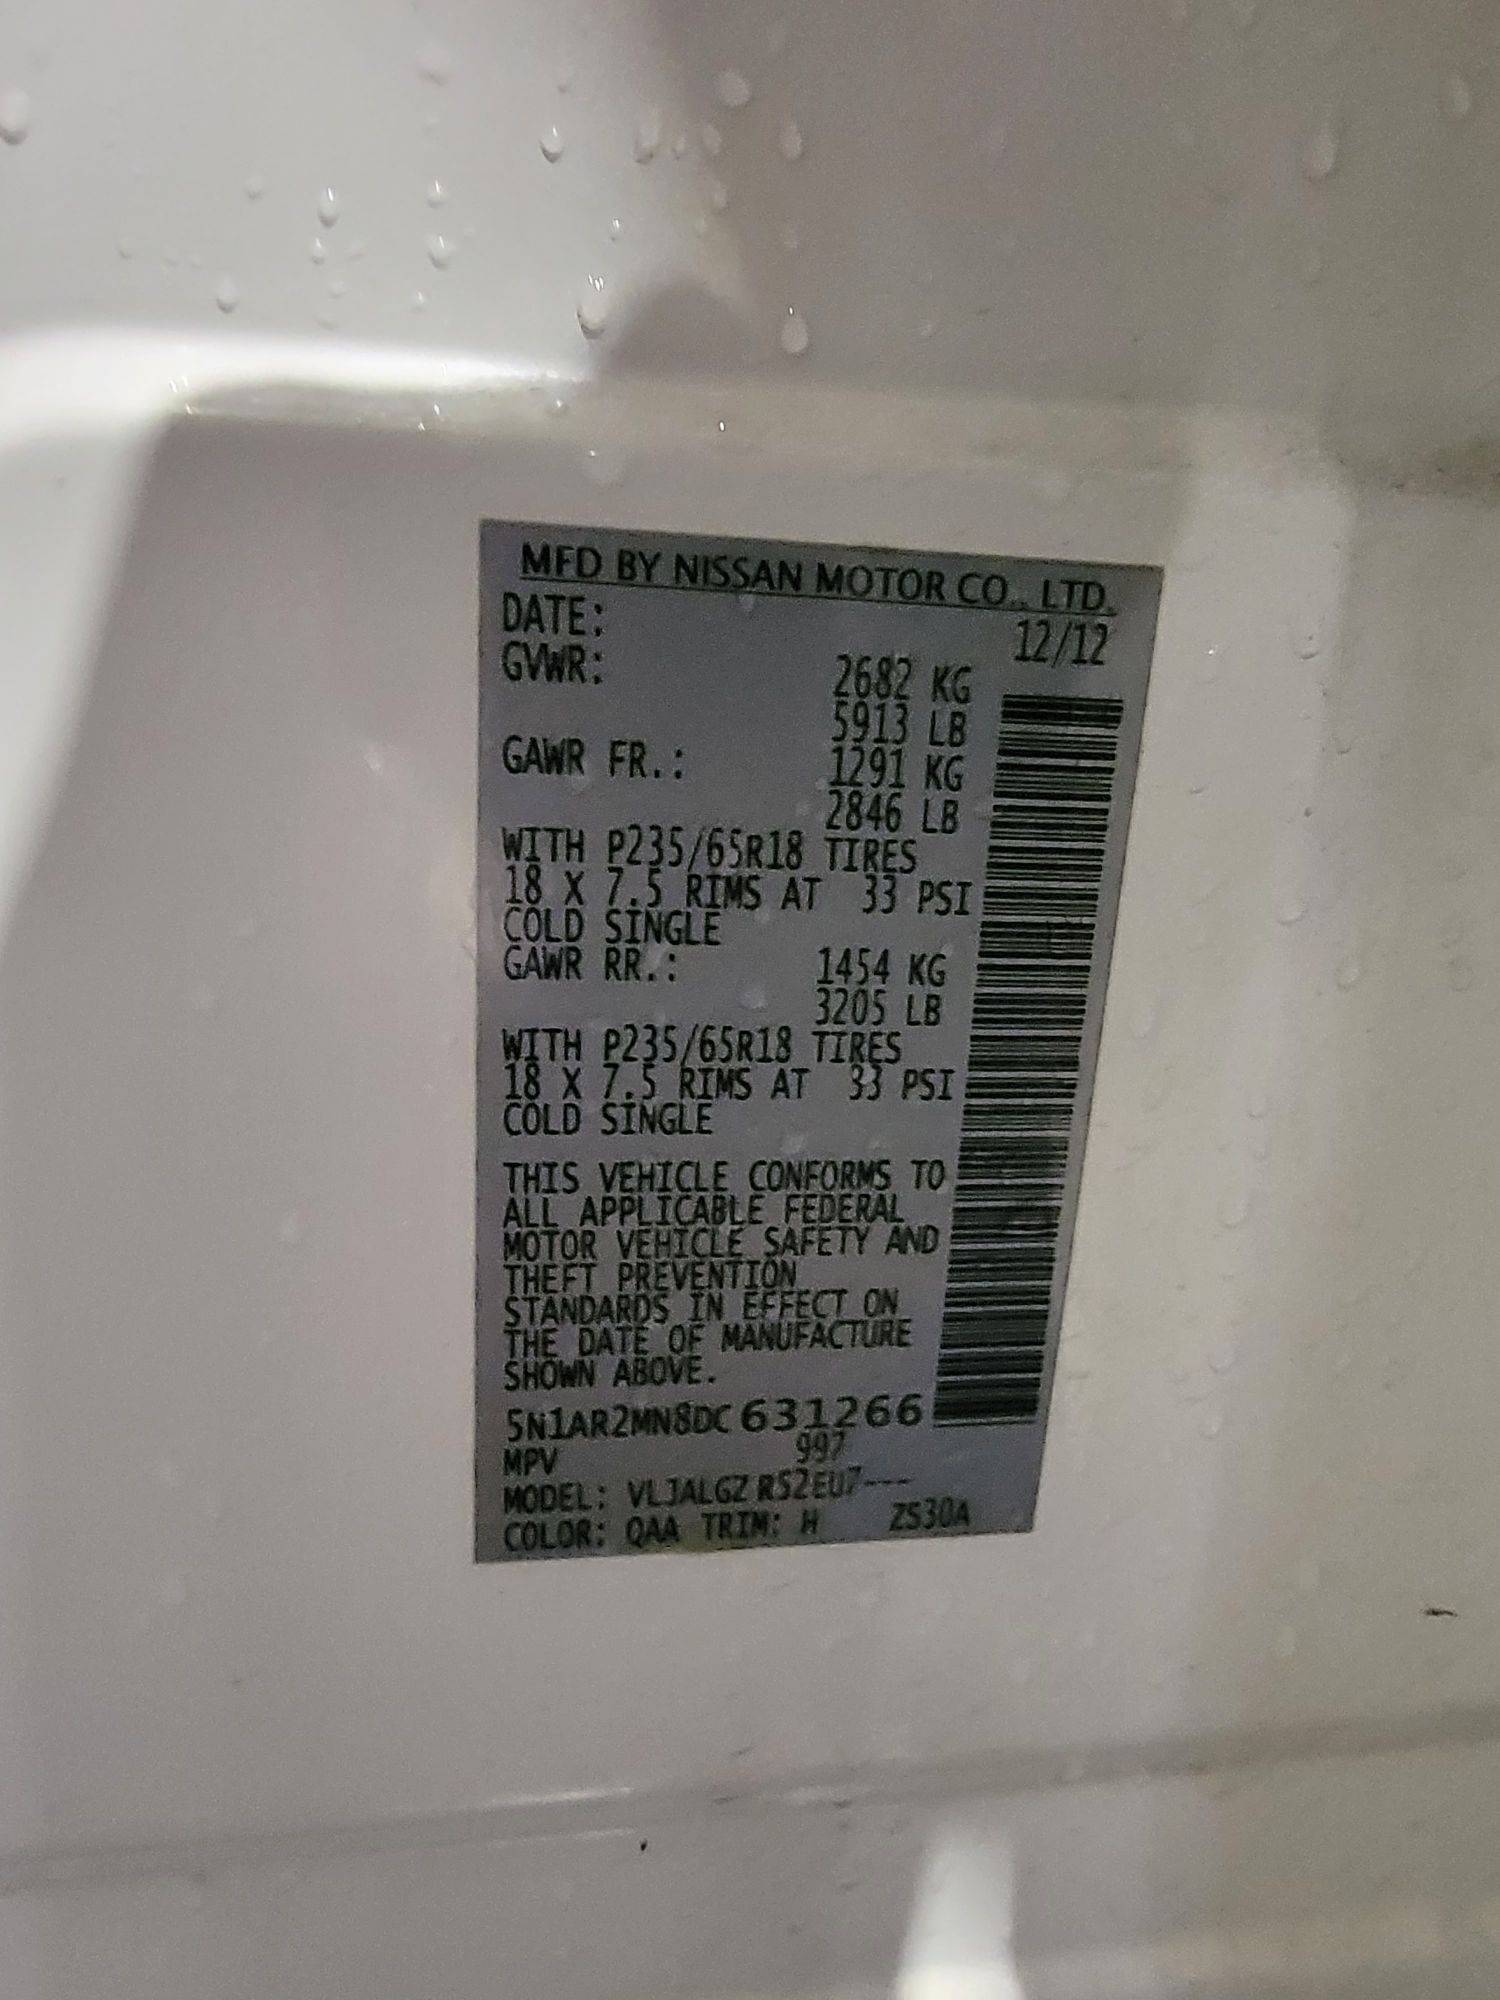 MFD BY NISSAN MOTOR CO., LTD.
DATE: 12/12
GVWR: 2682 KG
5913 LB
GAWR FR.: 1291 KG
2846 LB
WITH P235/65R18 TIRES
18 X 7.5 RIMS AT 33 PSI
COLD SINGLE
GAWR RR.: 1454 KG
3205 LB
WITH P235/65R18 TIRES
18 X 7.5 RIMS AT 33 PSI
COLD SINGLE
THIS VEHICLE CONFORMS TO
ALL APPLICABLE FEDERAL
MOTOR VEHICLE SAFETY AND
THEFT PREVENTION
STANDARDS IN EFFECT ON
THE DATE OF MANUFACTURE
SHOWN ABOVE.
5N1AR2MN8DC631266
MPV 997
MODEL: VLJALGZ R52EU7---
COLOR: QAA TRIM: H ZS30A